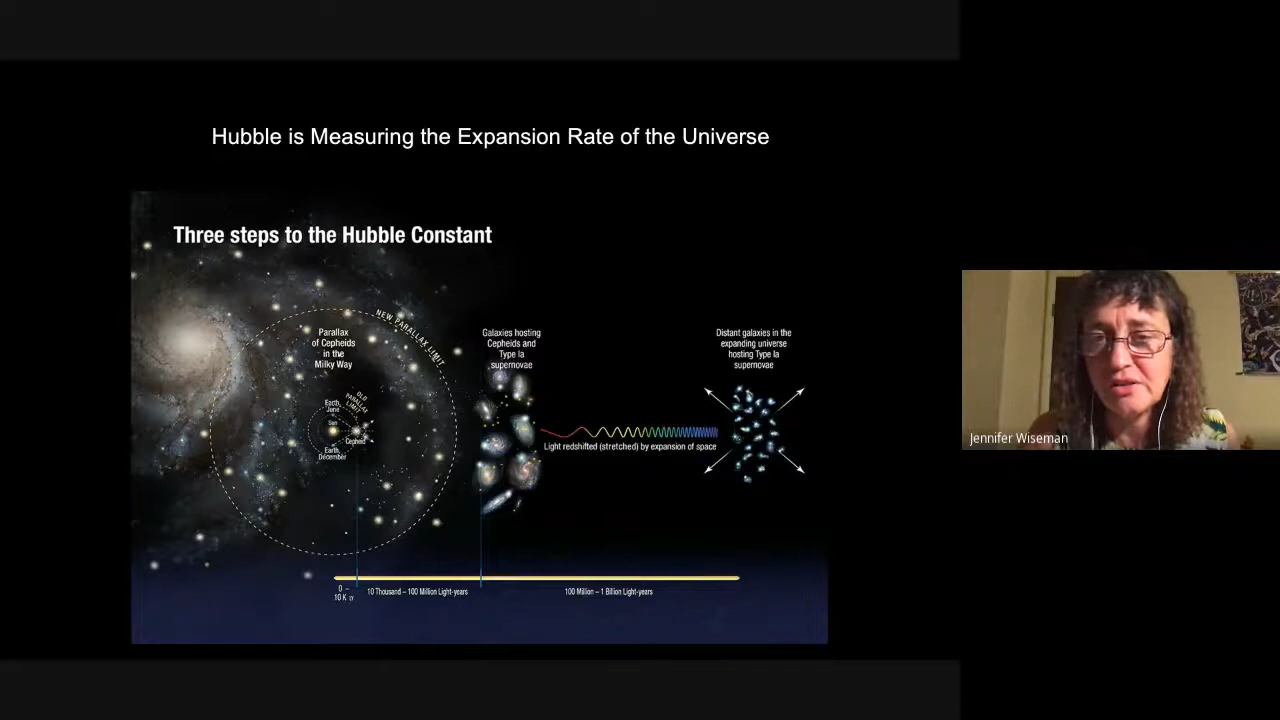 Hubble is Measuring the Expansion Rate of the Universe
Three steps to the Hubble Constant
NEW PARALLAX LIMIT
Parallax
of Cepheids
in the
Milky Way
OLD
PARALLAX
LIMIT
Earth,
June
Sun
Cepheid
Earth,
December
Galaxies hosting
Cepheids and
Type Ia
supernovae
Light redshifted (stretched) by expansion of space
Distant galaxies in the
expanding universe
hosting Type Ia
supernovae
0 –
10 K ly
10 Thousand – 100 Million Light-years
100 Million – 1 Billion Light-years
Jennifer Wiseman